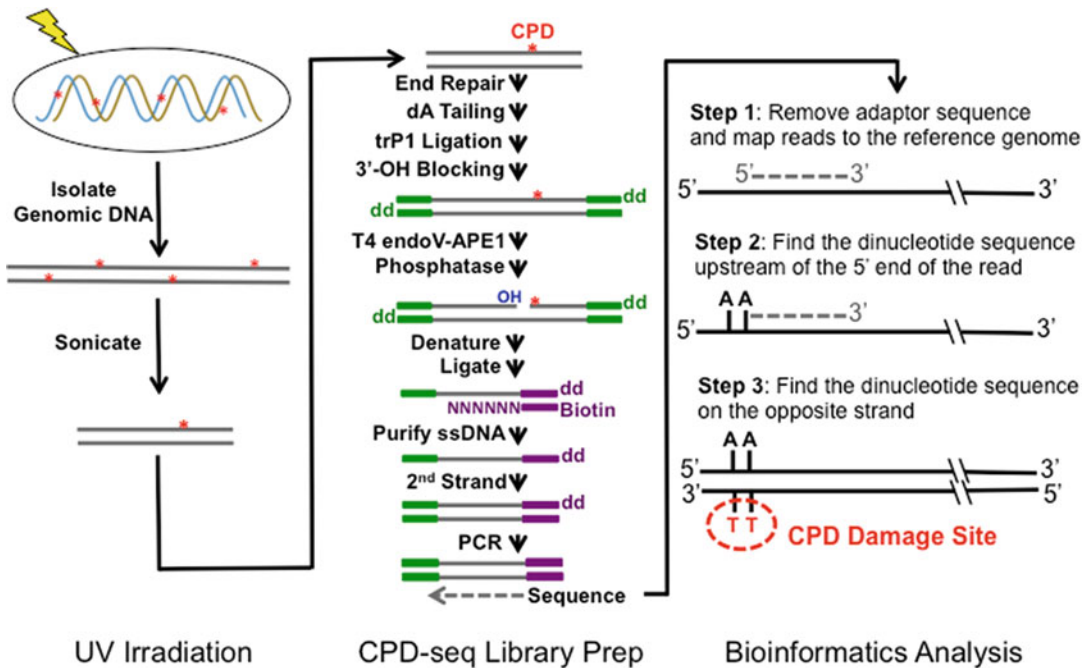 Isolate
Genomic DNA
Sonicate
UV Irradiation
CPD
End Repair
dA Tailing
trP1 Ligation
3’-OH Blocking
dd
dd
T4 endoV-APE1
Phosphatase
OH
dd
dd
Denature
Ligate
dd
NNNNNN Biotin
Purify ssDNA
dd
2nd Strand
dd
PCR
Sequence
CPD-seq Library Prep
Step 1: Remove adaptor sequence
and map reads to the reference genome
5’ 3’
5’ 3’
Step 2: Find the dinucleotide sequence
upstream of the 5’ end of the read
A A 3’
5’ 3’
Step 3: Find the dinucleotide sequence
on the opposite strand
A A
5’ 3’
3’ 5’
T T
CPD Damage Site
Bioinformatics Analysis